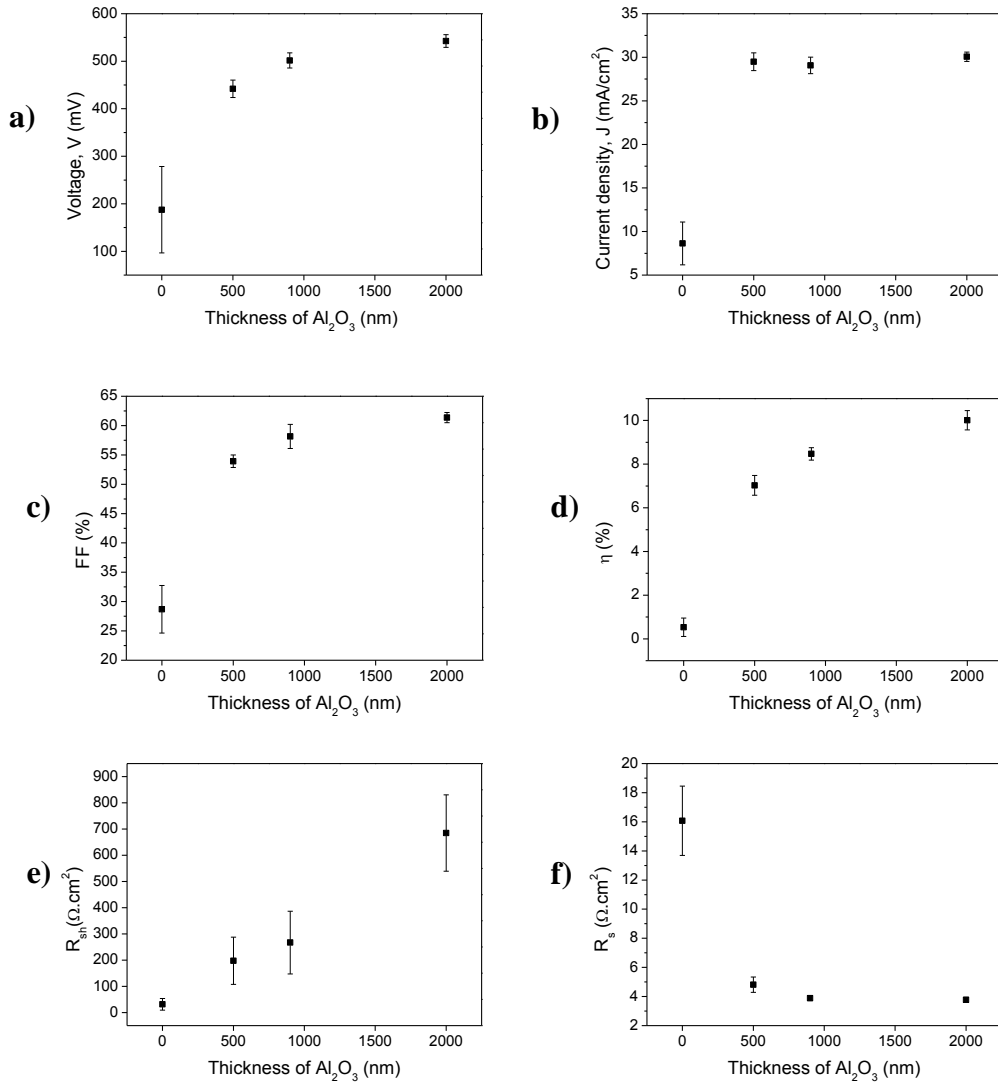 a)
Voltage, V (mV)
600
500
400
300
200
100
0 500 1000 1500 2000
Thickness of Al₂O₃ (nm)
b)
Current density, J (mA/cm²)
35
30
25
20
15
10
5
0 500 1000 1500 2000
Thickness of Al₂O₃ (nm)
c)
FF (%)
65
60
55
50
45
40
35
30
25
20
0 500 1000 1500 2000
Thickness of Al₂O₃ (nm)
d)
η (%)
10
8
6
4
2
0
0 500 1000 1500 2000
Thickness of Al₂O₃ (nm)
e)
R_sh(Ω.cm²)
900
800
700
600
500
400
300
200
100
0
0 500 1000 1500 2000
Thickness of Al₂O₃ (nm)
f)
R_s (Ω.cm²)
20
18
16
14
12
10
8
6
4
2
0 500 1000 1500 2000
Thickness of Al₂O₃ (nm)